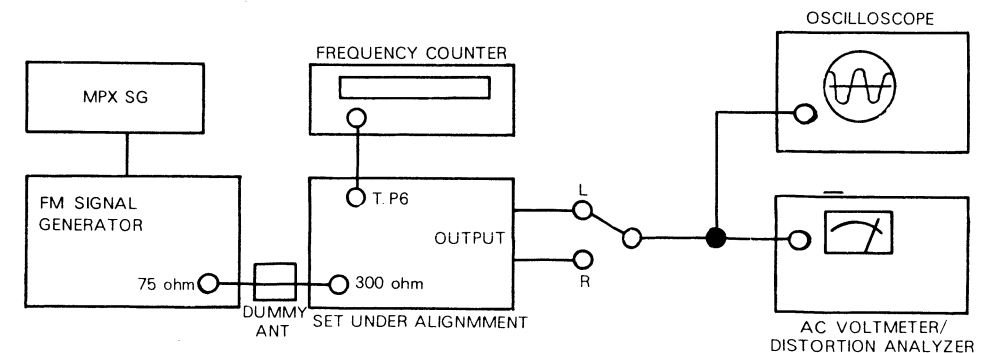 OSCILLOSCOPE
FREQUENCY COUNTER
MPX SG
FM SIGNAL
GENERATOR
T.P6
L
OUTPUT
R
75 ohm
300 ohm
DUMMY
ANT
SET UNDER ALIGNMMENT
AC VOLTMETER/
DISTORTION ANALYZER